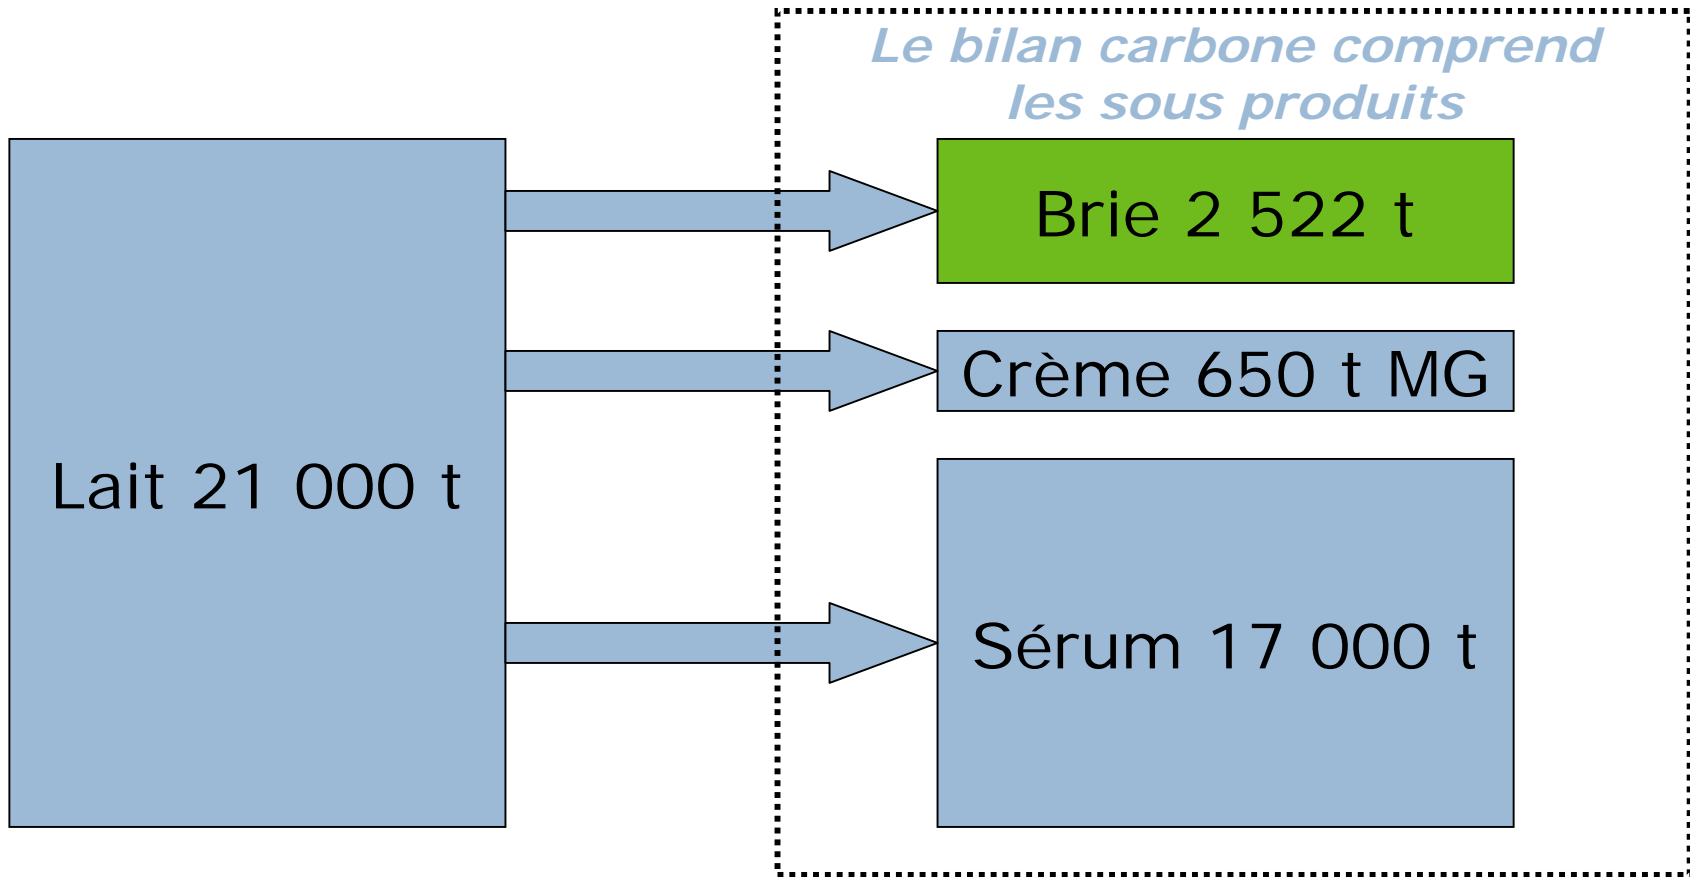 Le bilan carbone comprend
les sous produits
Lait 21 000 t
Brie 2 522 t
Crème 650 t MG
Sérum 17 000 t